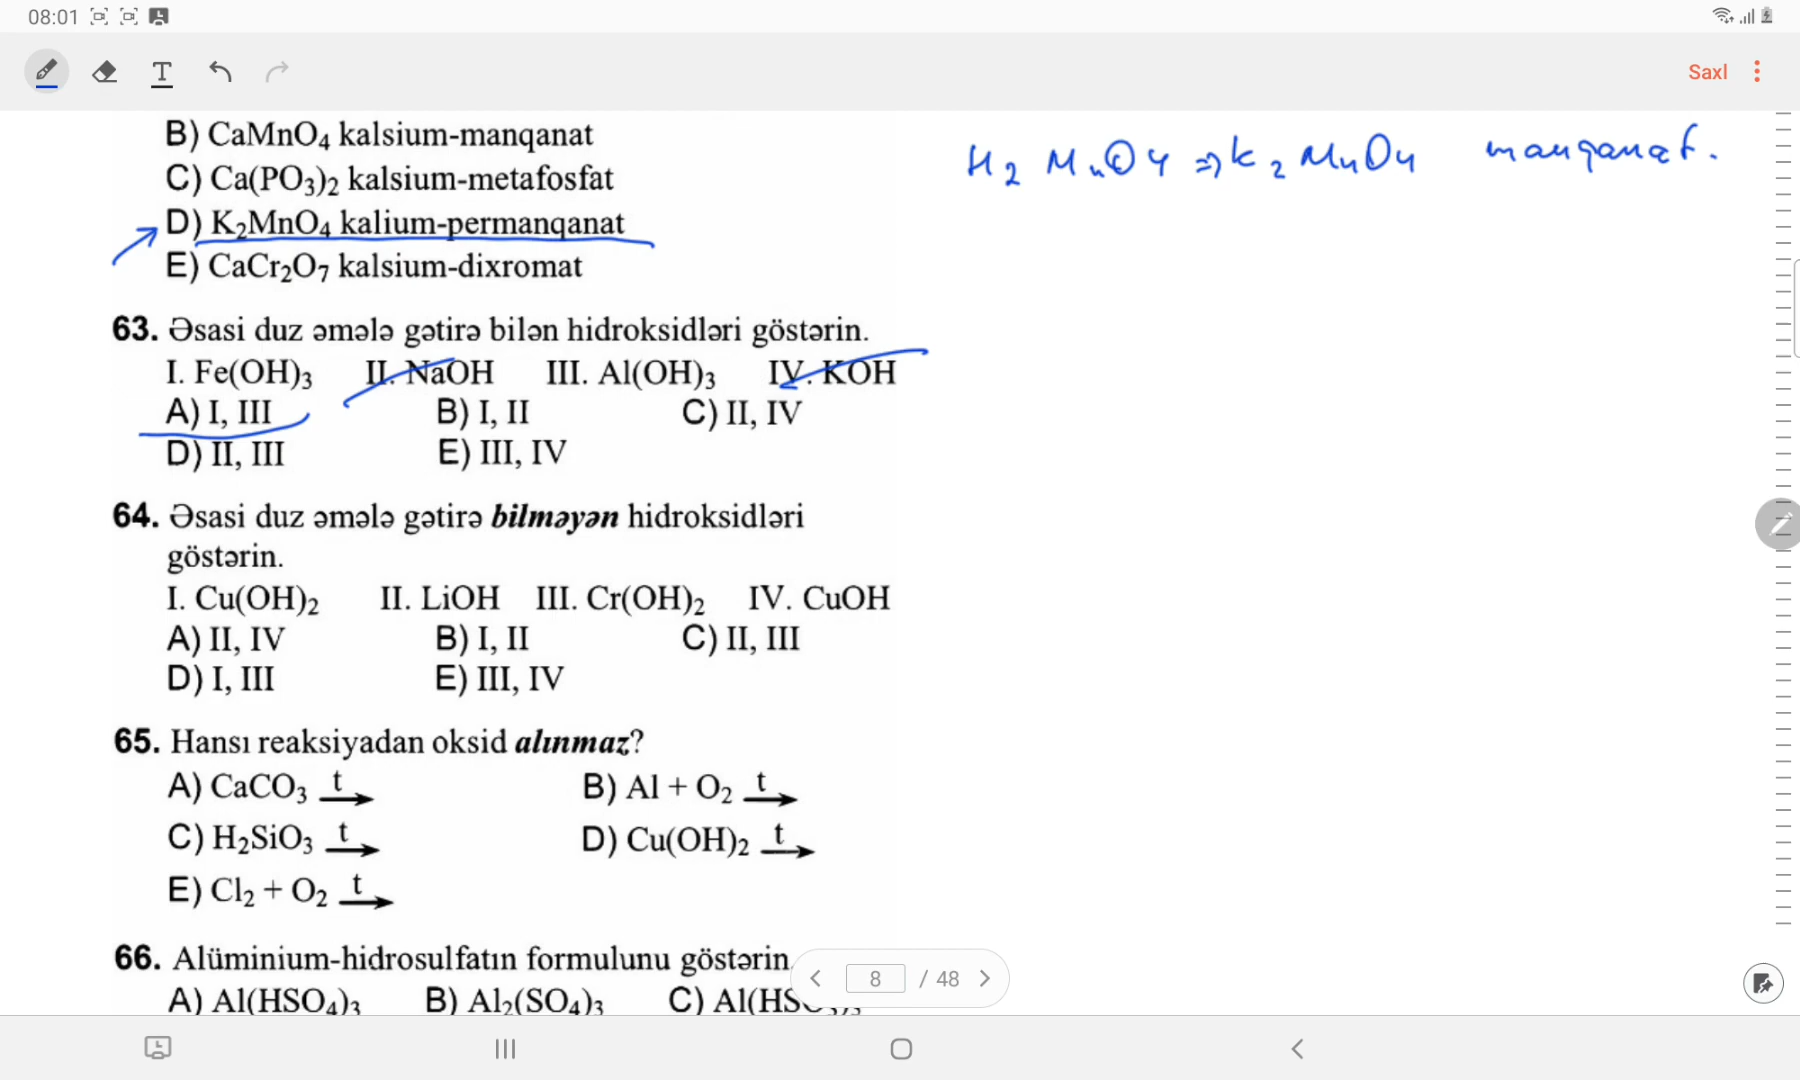 08:01
Saxl
B) CaMnO₄ kalsium-manqanat
H₂MnO₄ ⇒ K₂MnO₄ manqanat.
C) Ca(PO₃)₂ kalsium-metafosfat
D) K₂MnO₄ kalium-permanqanat
E) CaCr₂O₇ kalsium-dixromat
63. Əsasi duz əmələ gətirə bilən hidroksidləri göstərin.
I. Fe(OH)₃ II. NaOH III. Al(OH)₃ IV. KOH
A) I, III B) I, II C) II, IV
D) II, III E) III, IV
64. Əsasi duz əmələ gətirə bilməyən hidroksidləri
göstərin.
I. Cu(OH)₂ II. LiOH III. Cr(OH)₂ IV. CuOH
A) II, IV B) I, II C) II, III
D) I, III E) III, IV
65. Hansı reaksiyadan oksid alınmaz?
A) CaCO₃ t→ B) Al + O₂ t→
C) H₂SiO₃ t→ D) Cu(OH)₂ t→
E) Cl₂ + O₂ t→
66. Alüminium-hidrosulfatın formulunu göstərin
8 / 48
A) Al(HSO₄)₃ B) Al₂(SO₄)₃ C) Al(HS